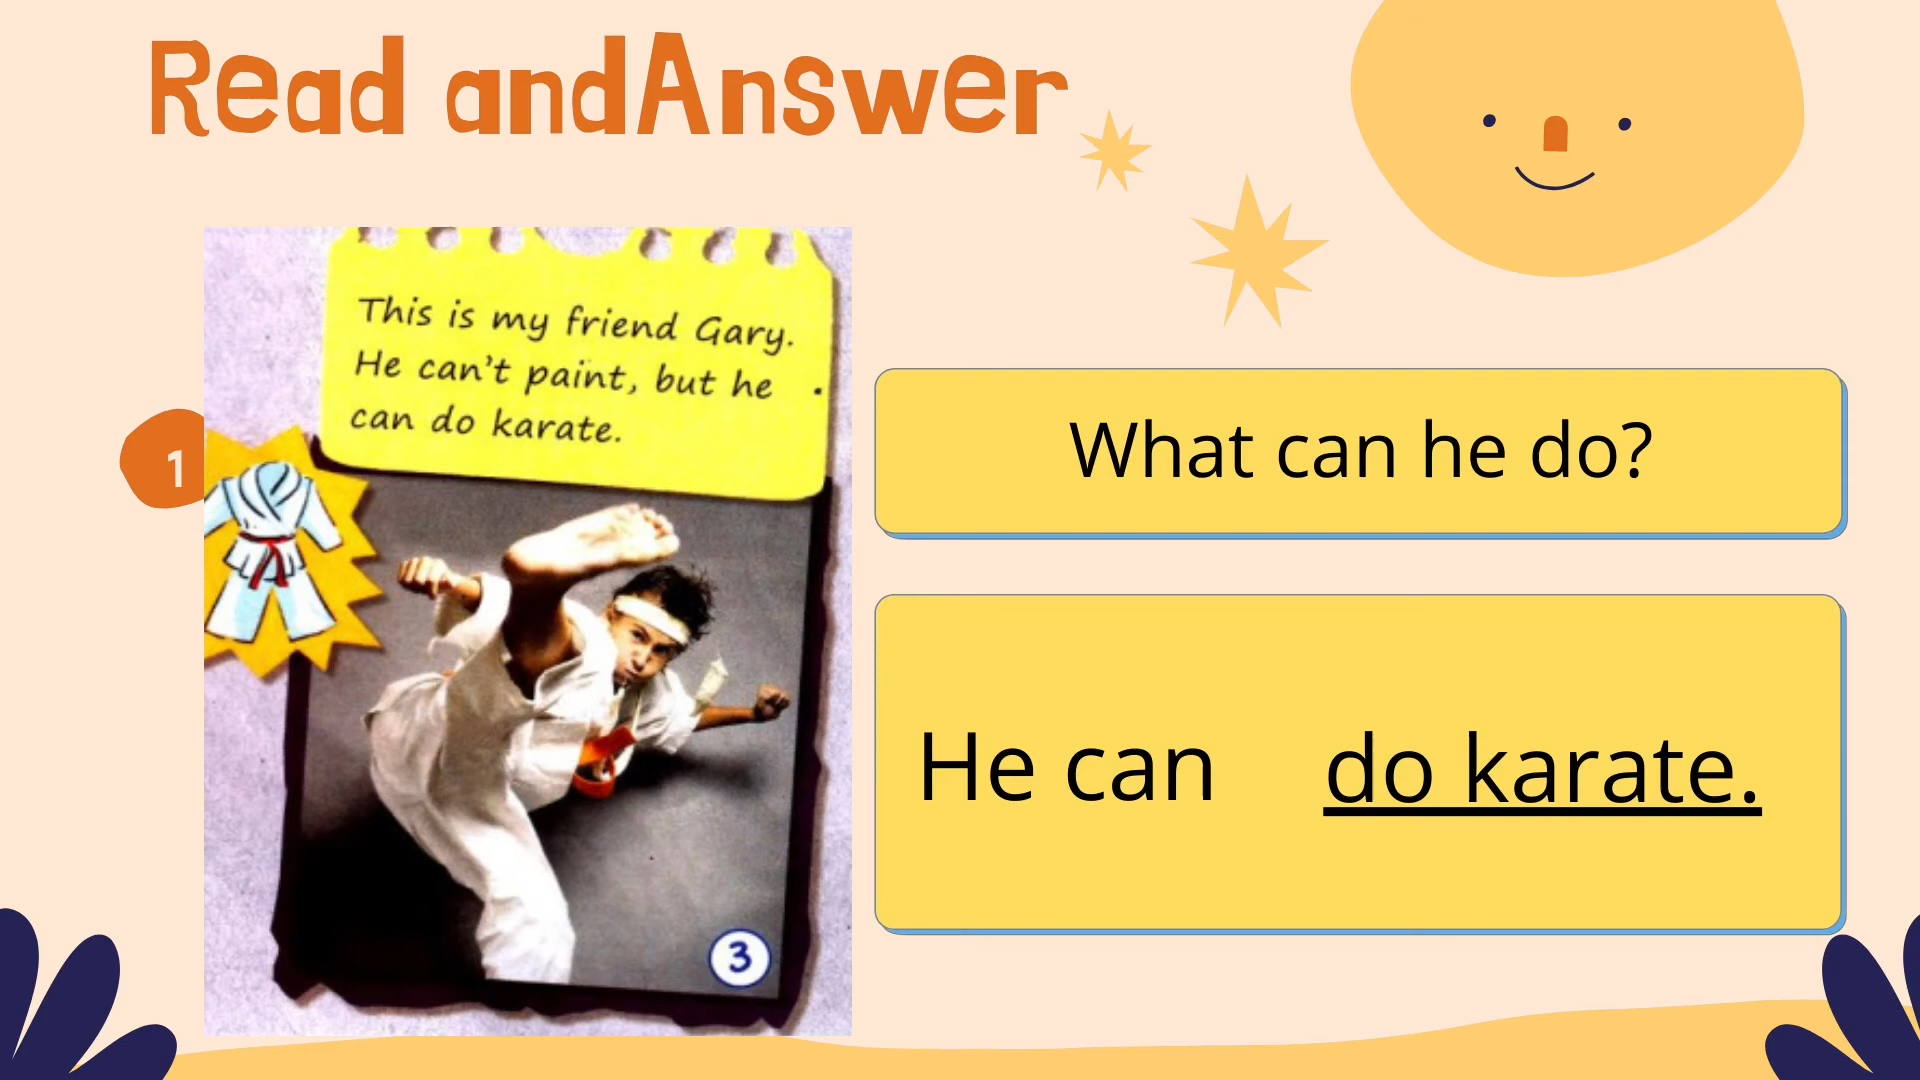 Read andAnswer
This is my friend Gary.
He can't paint, but he
can do karate.
1
3
What can he do?
He can do karate.